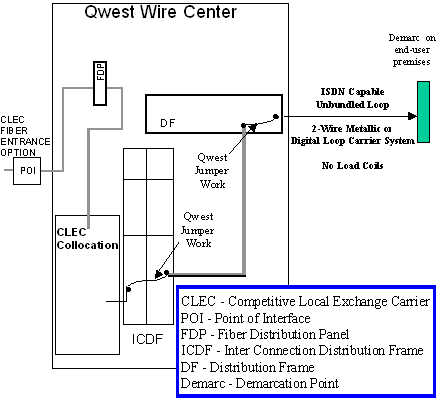 Qwest Wire Center
Demarc on
end-user
premises
FDP
ISDN Capable
Unbundled Loop
DF
CLEC
FIBER
ENTRANCE
OPTION
2-Wire Metallic or
Digital Loop Carrier System
Qwest
Jumper
Work
No Load Coils
POI
Qwest
Jumper
Work
CLEC
Collocation
ICDF
CLEC - Competitive Local Exchange Carrier
POI - Point of Interface
FDP - Fiber Distribution Panel
ICDF - Inter Connection Distribution Frame
DF - Distribution Frame
Demarc - Demarcation Point